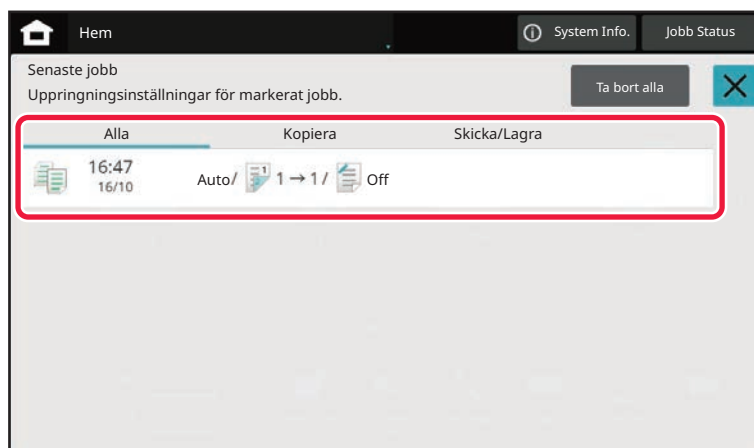 Hem
System Info.
Jobb Status
Senaste jobb
Uppringningsinställningar för markerat jobb.
Ta bort alla
Alla
Kopiera
Skicka/Lagra
16:47
16/10
Auto/ 1 1 → 1 / Off